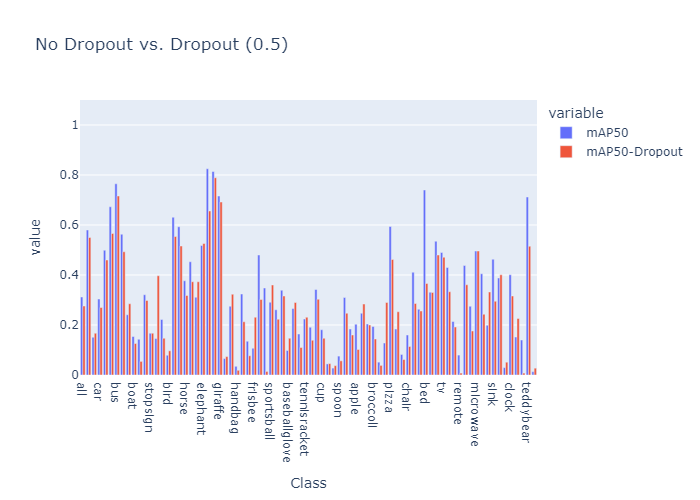 No Dropout vs. Dropout (0.5)
variable
mAP50
mAP50-Dropout
value
1
0.8
0.6
0.4
0.2
0
all
car
bus
boat
stopsign
bird
horse
elephant
giraffe
handbag
frisbee
sportsball
baseballglove
tennisracket
cup
spoon
apple
broccoli
pizza
chair
bed
tv
remote
microwave
sink
clock
teddybear
Class